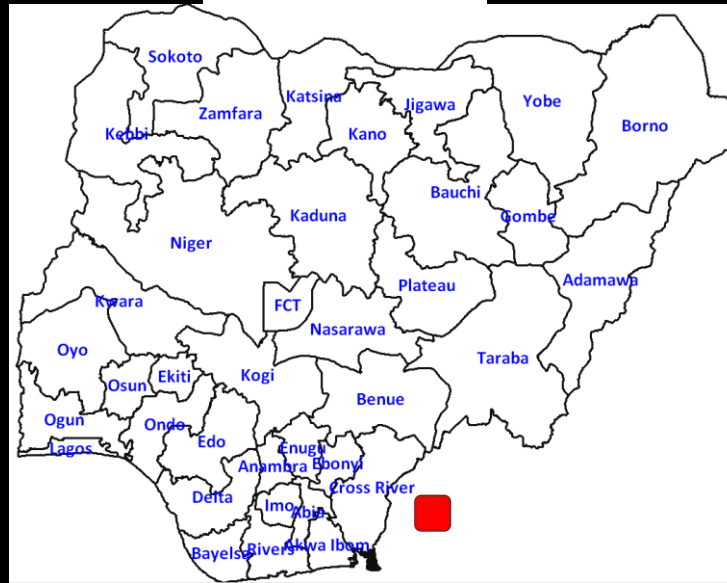 Sokoto
Katsina
Jigawa
Yobe
Borno
Zamfara
Kano
Kebbi
Bauchi
Gombe
Kaduna
Niger
Plateau
Adamawa
Kwara
FCT
Nasarawa
Oyo
Taraba
Osun
Ekiti
Kogi
Benue
Ogun
Ondo
Edo
Lagos
Enugu
Anambra
Ebonyi
Cross River
Delta
Imo
Abia
Bayelsa
Rivers
Akwa Ibom